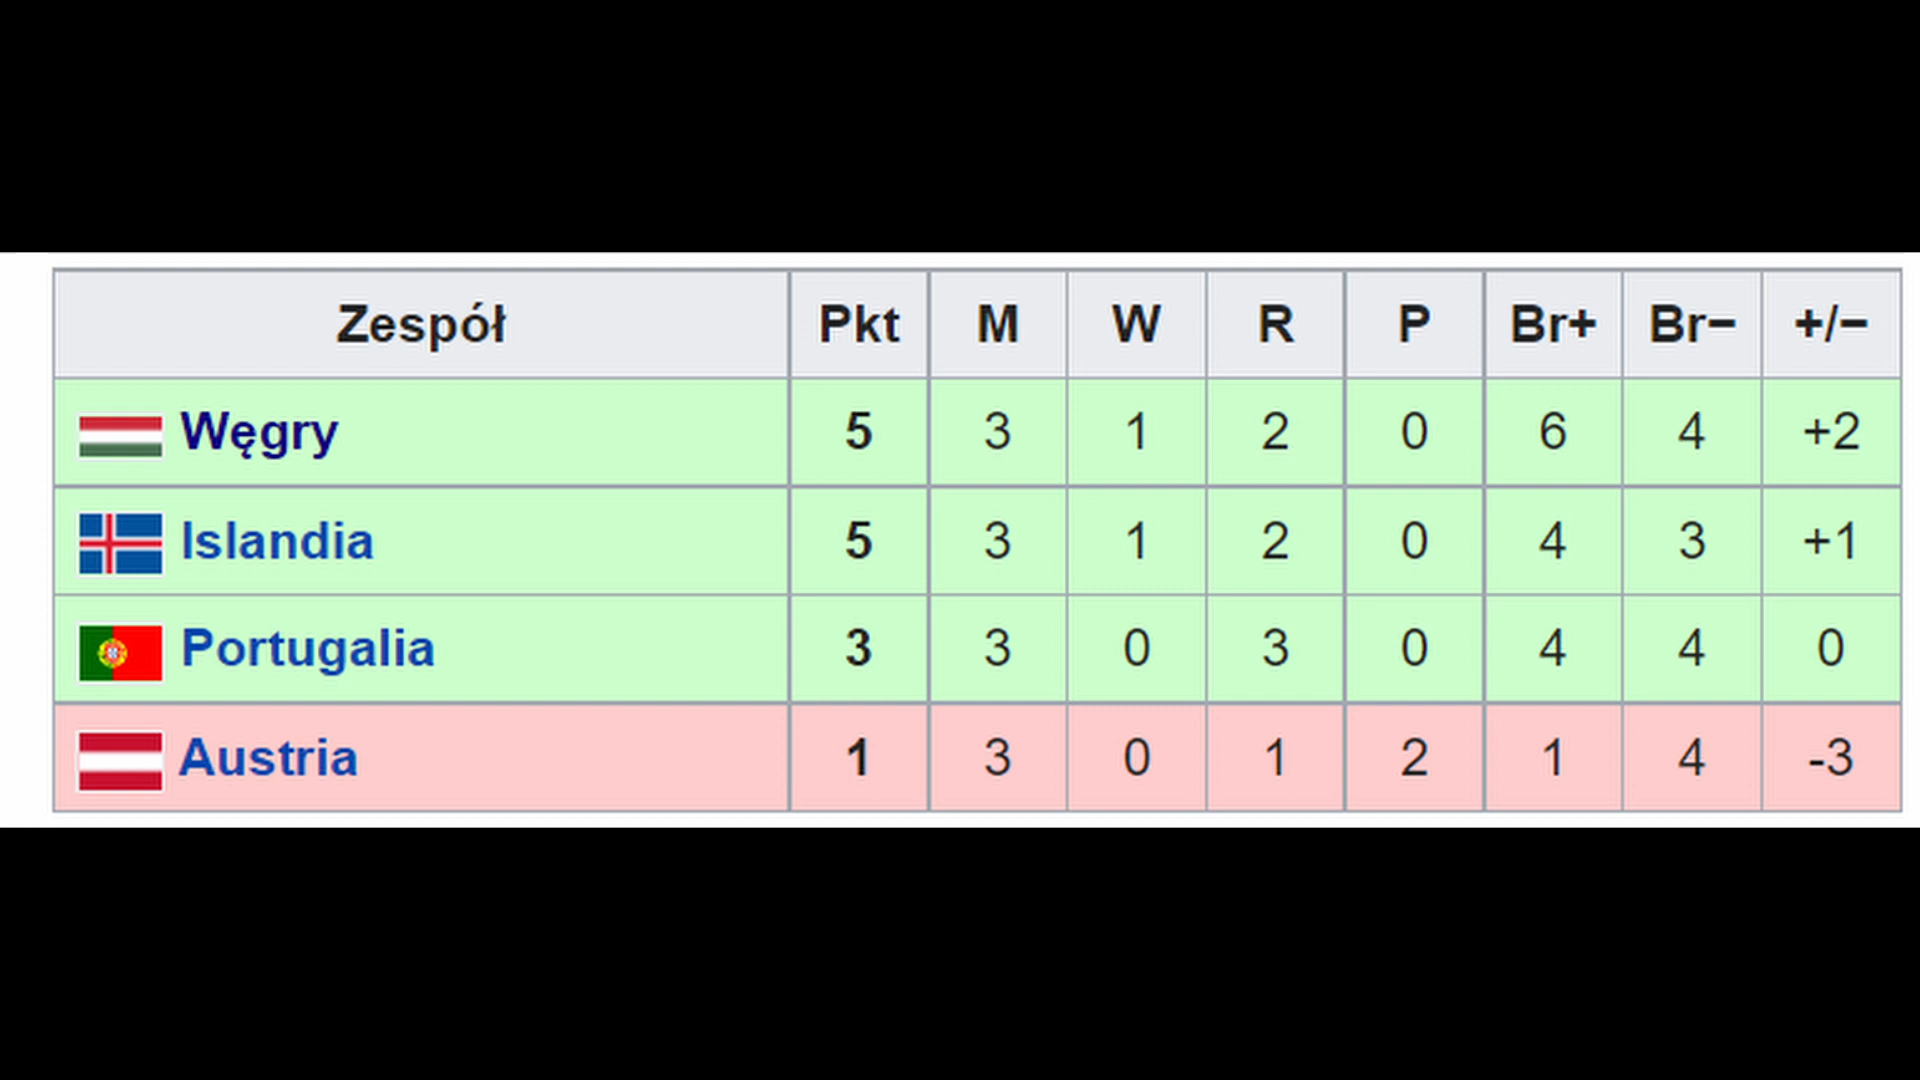 Zespół Pkt M W R P Br+ Br− +/−
Węgry 5 3 1 2 0 6 4 +2
Islandia 5 3 1 2 0 4 3 +1
Portugalia 3 3 0 3 0 4 4 0
Austria 1 3 0 1 2 1 4 -3